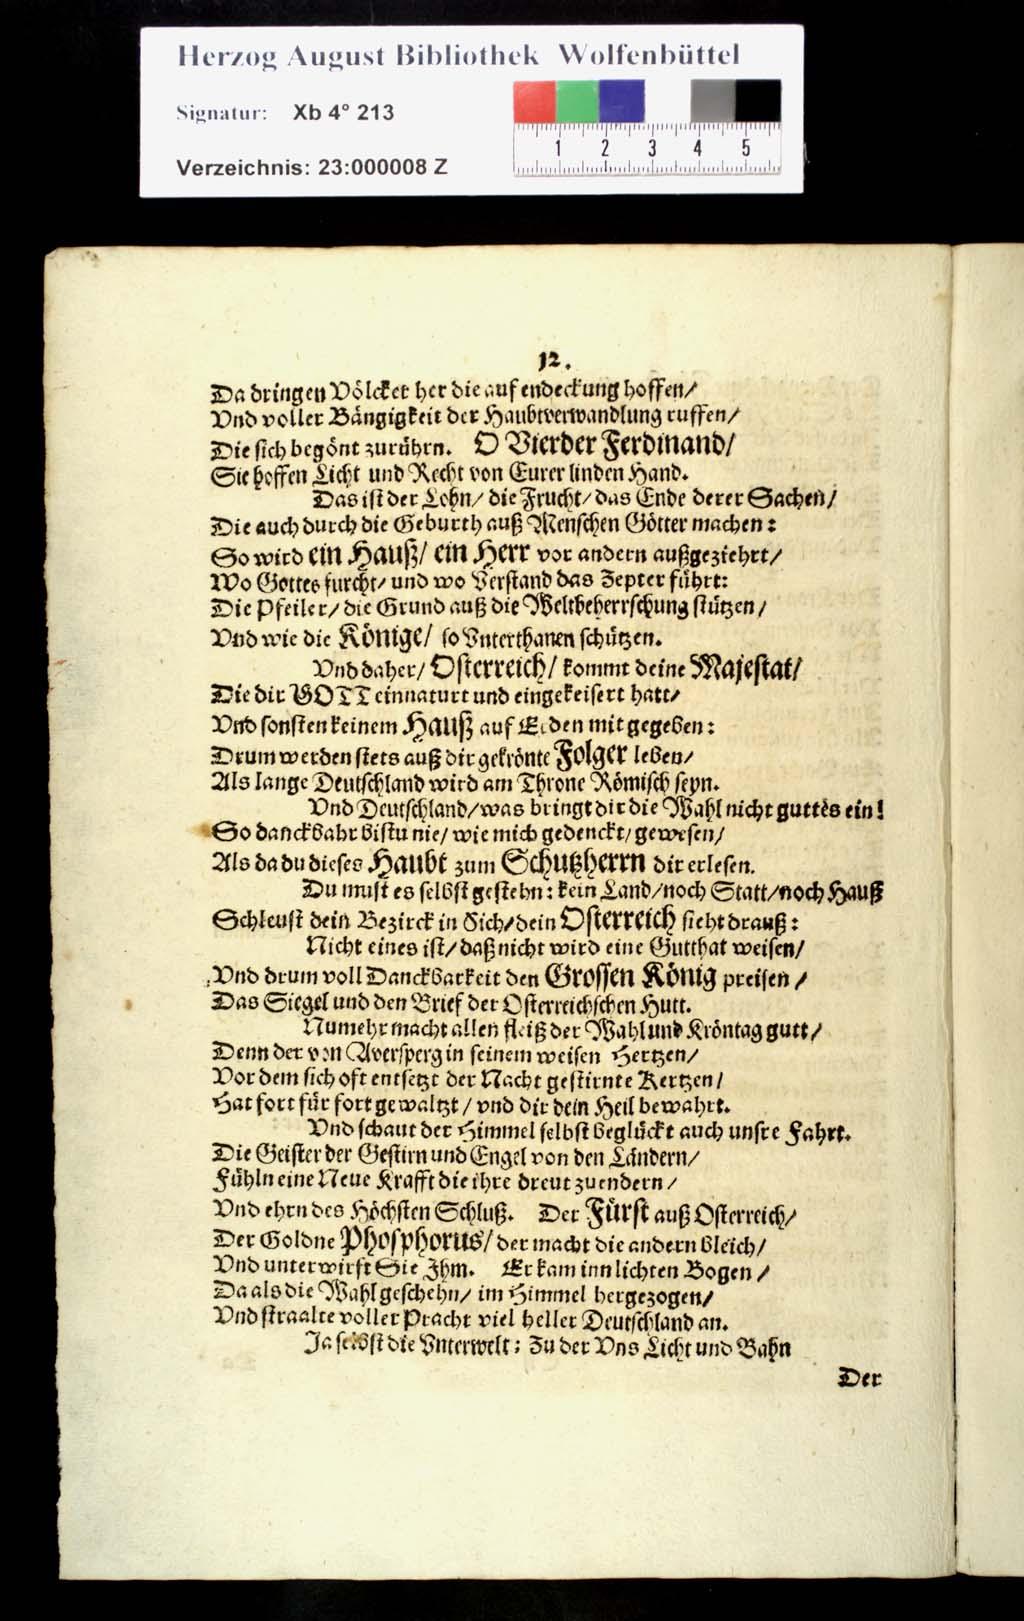 Herzog August Bibliothek Wolfenbüttel
Signatur: Xb 4° 213
Verzeichnis: 23:000008 Z
1 2 3 4 5
12.
Da dringen Völcker her die auf endeckung hoffen/
Vnd voller Bängigkeit der Haubtverwandlung ruffen/
Die sich begönt zurührn. O Vierder Ferdinand/
Sie hoffen Licht und Recht von Eurer linden Hand.
Das ist der Lohn/ die Frucht/ das Ende derer Sachen/
Die auch durch die Geburth auß Menschen Götter machen:
So wird ein Hauß/ ein Herr vor andern außgeziehrt/
Wo Gottes furcht/ und wo Verstand das Zepter führt:
Die Pfeiler/ die Grund auß die Weltbeherrschung stützen/
Vnd wie die Könige/ so Vnterthanen schützen.
Vnd daher/ Osterreich/ kommt deine Majestat/
Die dir GOTT einnaturt und eingekeisert hatt/
Vnd sonsten keinem Hauß auf Erden mit gegeben:
Drum werden stets auß dir gekrönte Folger leben/
Als lange Deutschland wird am Throne Römisch seyn.
Vnd Deutschland/ was bringt dir die Wahl nicht guttes ein!
So danckbahr bistu nie/ wie mich gedenckt/ gewesen/
Als da du dieses Haubt zum Schutzherrn dir erlesen.
Du must es selbst gestehn: kein Land/ noch Statt/ noch Hauß
Schleust dein Bezirck in Sich/ dein Osterreich sieht drauß:
Nicht eines ist/ daß nicht wird eine Gutthat weisen/
Vnd drum voll Danckbarkeit den Grossen König preisen/
Das Siegel und den Brief der Osterreichschen Hutt.
Numehr macht allen fleiß der Wahl und Kröntag gutt/
Denn der von Aversperg in seinem weisen Hertzen/
Vor dem sich oft entsetzt der Nacht gestirnte Kertzen/
Hat fort für fort gewaltzt/ vnd dir dein Heil bewahrt.
Vnd schaut der Himmel selbst beglückt auch unsre Fahrt.
Die Geister der Gestirn und Engel von den Ländern/
Fühln eine Neue Krafft die ihre dreut zuendern/
Vnd ehrn des Höchsten Schluß. Der Fürst auß Osterreich/
Der Goldne Phosphorus/ der macht die andern bleich/
Vnd unterwirft Sie Ihm. Er kam inn lichten Bogen/
Da als die Wahl geschehn/ im Himmel hergezogen/
Vnd straalte voller Pracht viel heller Deutschland an.
Ja selbst die Vnterwelt: Zu der Vns Licht und Bahn
Der